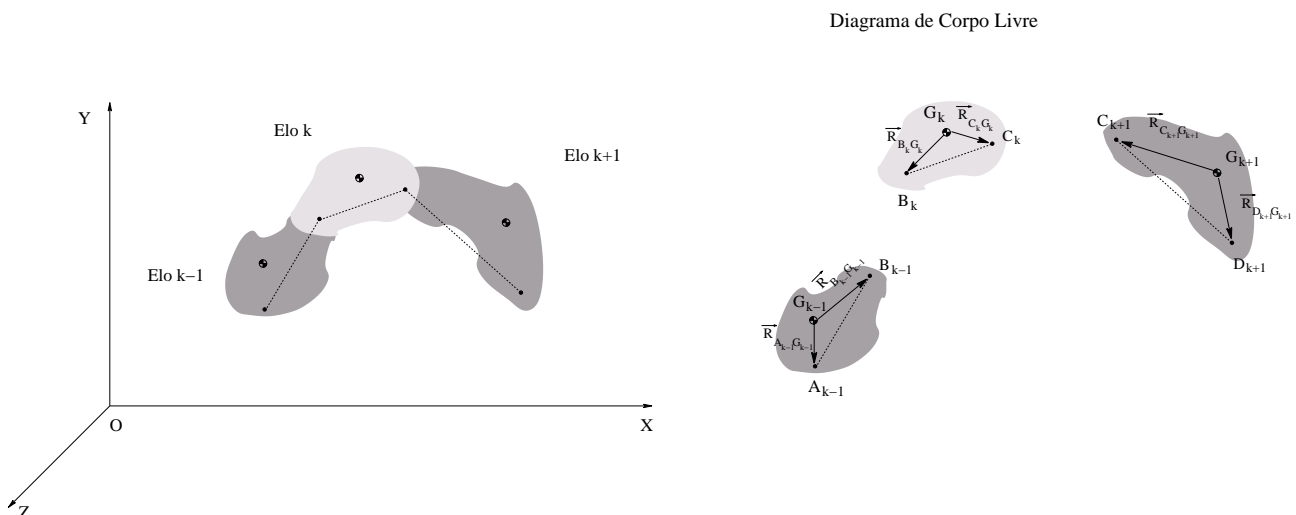 Diagrama de Corpo Livre
Y
Elo k
Elo k+1
Elo k−1
O
X
Z
G k
R C k G k
R B k G k
C k
B k
C k+1
R C k+1 G k+1
G k+1
R D k+1 G k+1
D k+1
B k−1
R B k−1 G k−1
G k−1
R A k−1 G k−1
A k−1